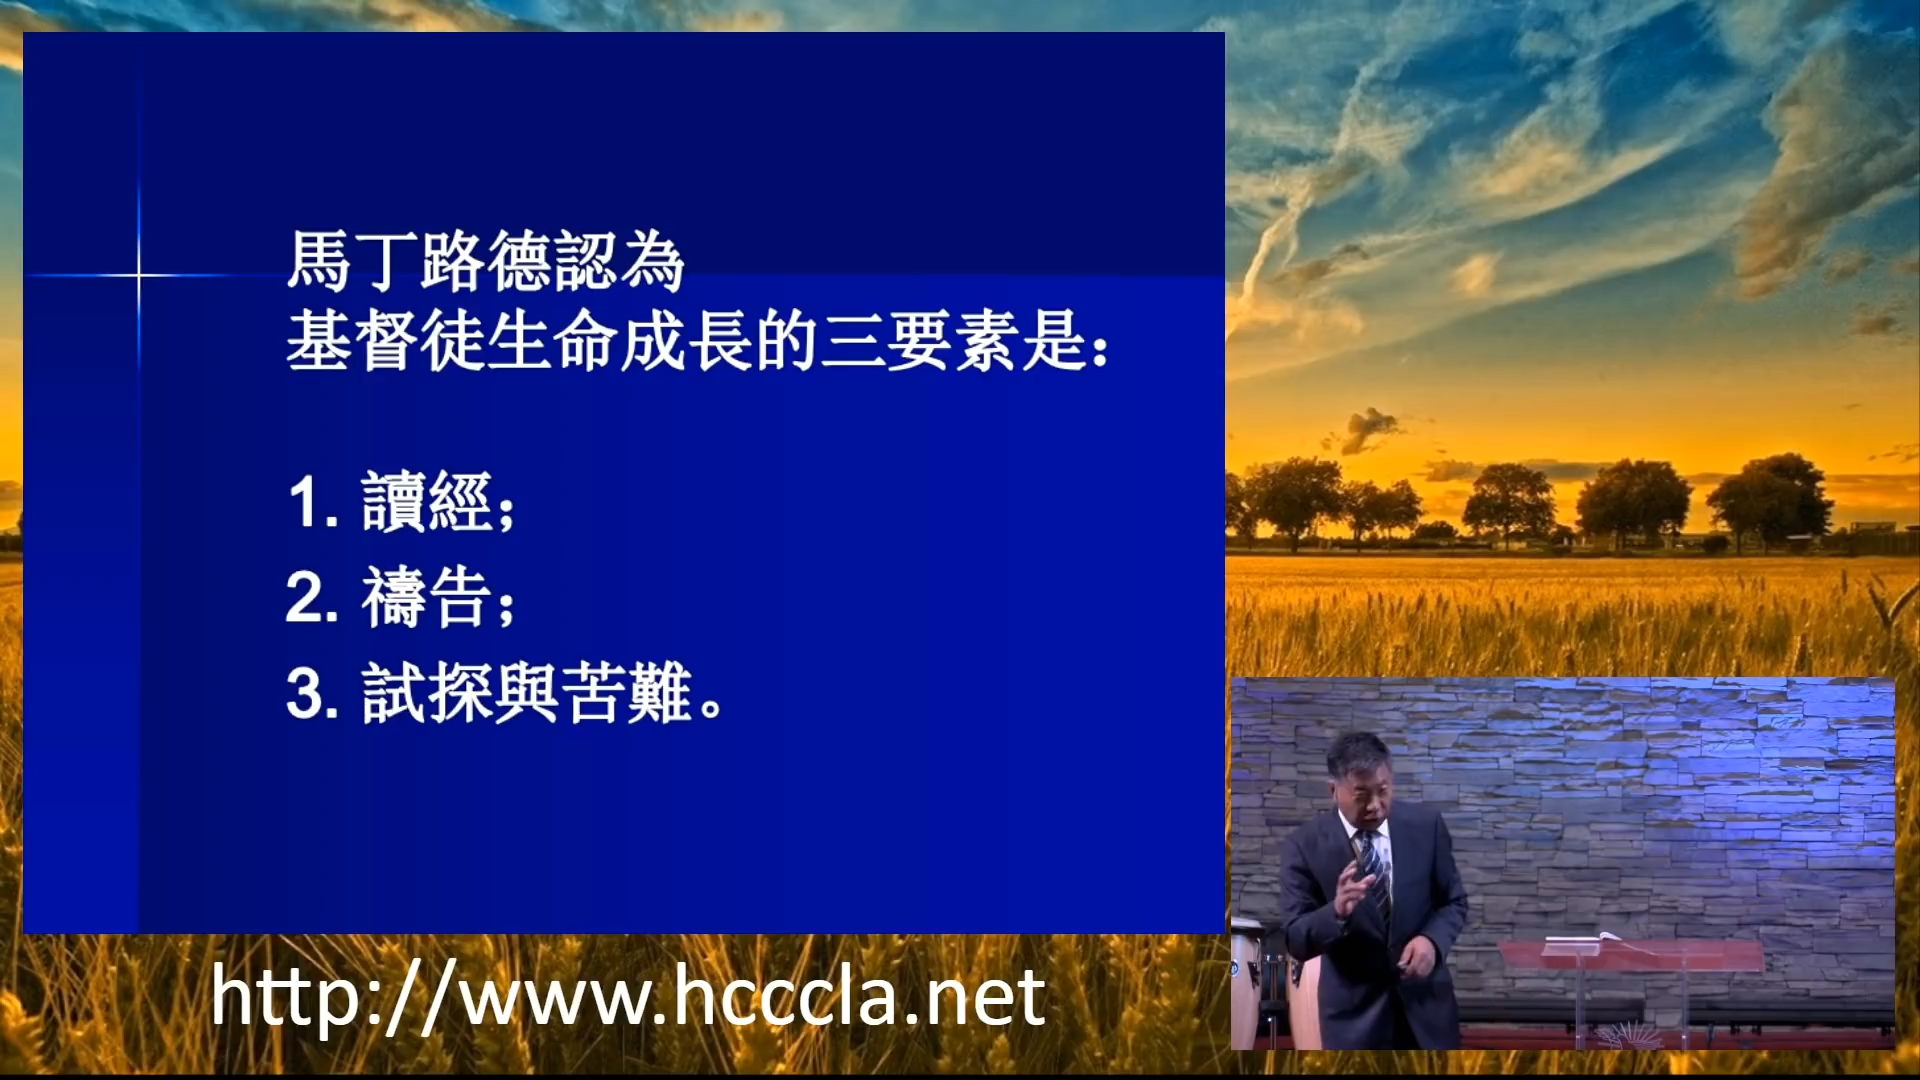 馬丁路德認為
基督徒生命成長的三要素是：
1. 讀經；
2. 禱告；
3. 試探與苦難。
http://www.hcccla.net